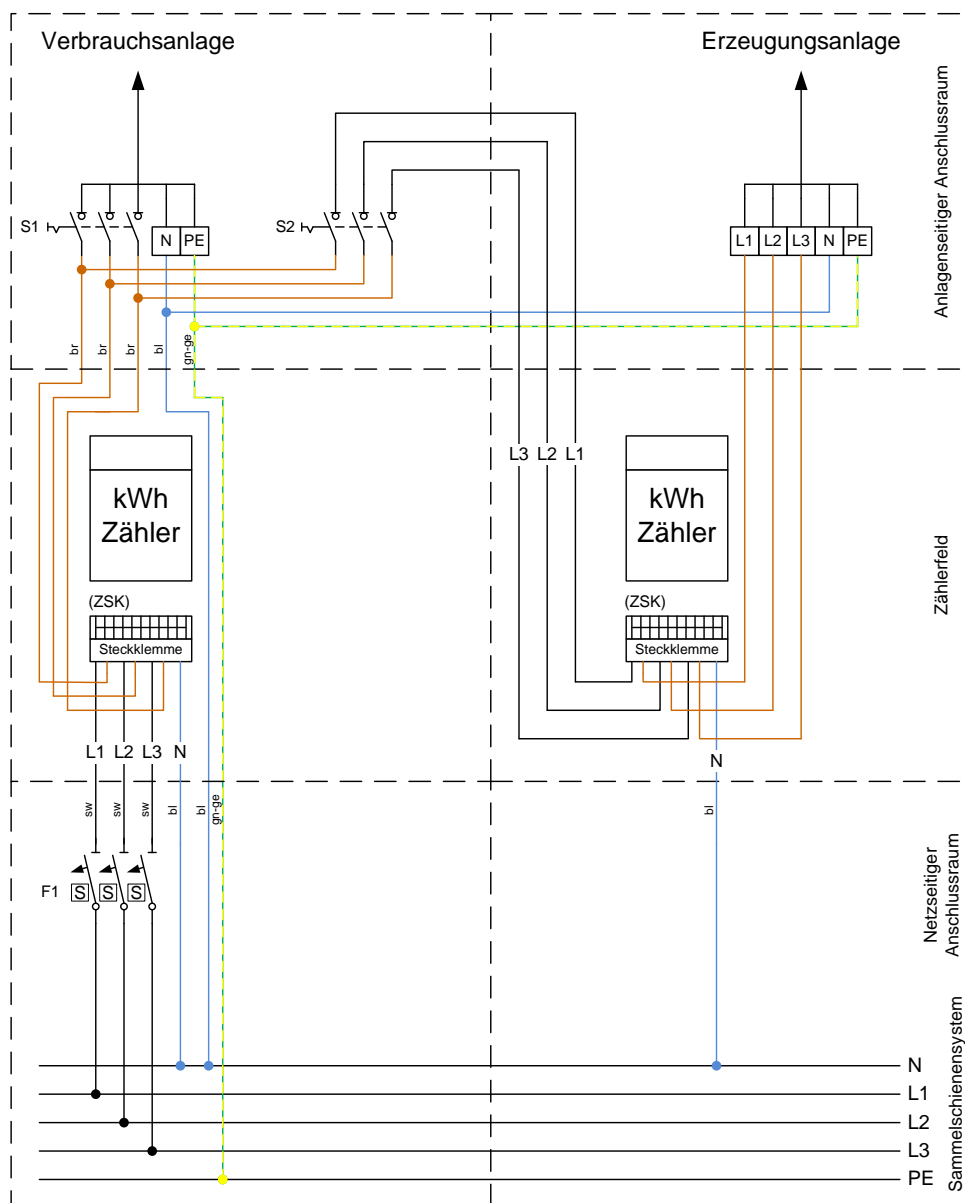 Verbrauchsanlage
Erzeugungsanlage
Anlagenseitiger Anschlussraum
S1
N PE
S2
L1 L2 L3 N PE
br br br bl gn-ge
L3 L2 L1
kWh
Zähler
kWh
Zähler
Zählerfeld
(ZSK)
Steckklemme
(ZSK)
Steckklemme
L1 L2 L3 N
N
sw sw sw bl bl gn-ge
bl
F1 S S S
Netzseitiger
Anschlussraum
Sammelschienensystem
N
L1
L2
L3
PE